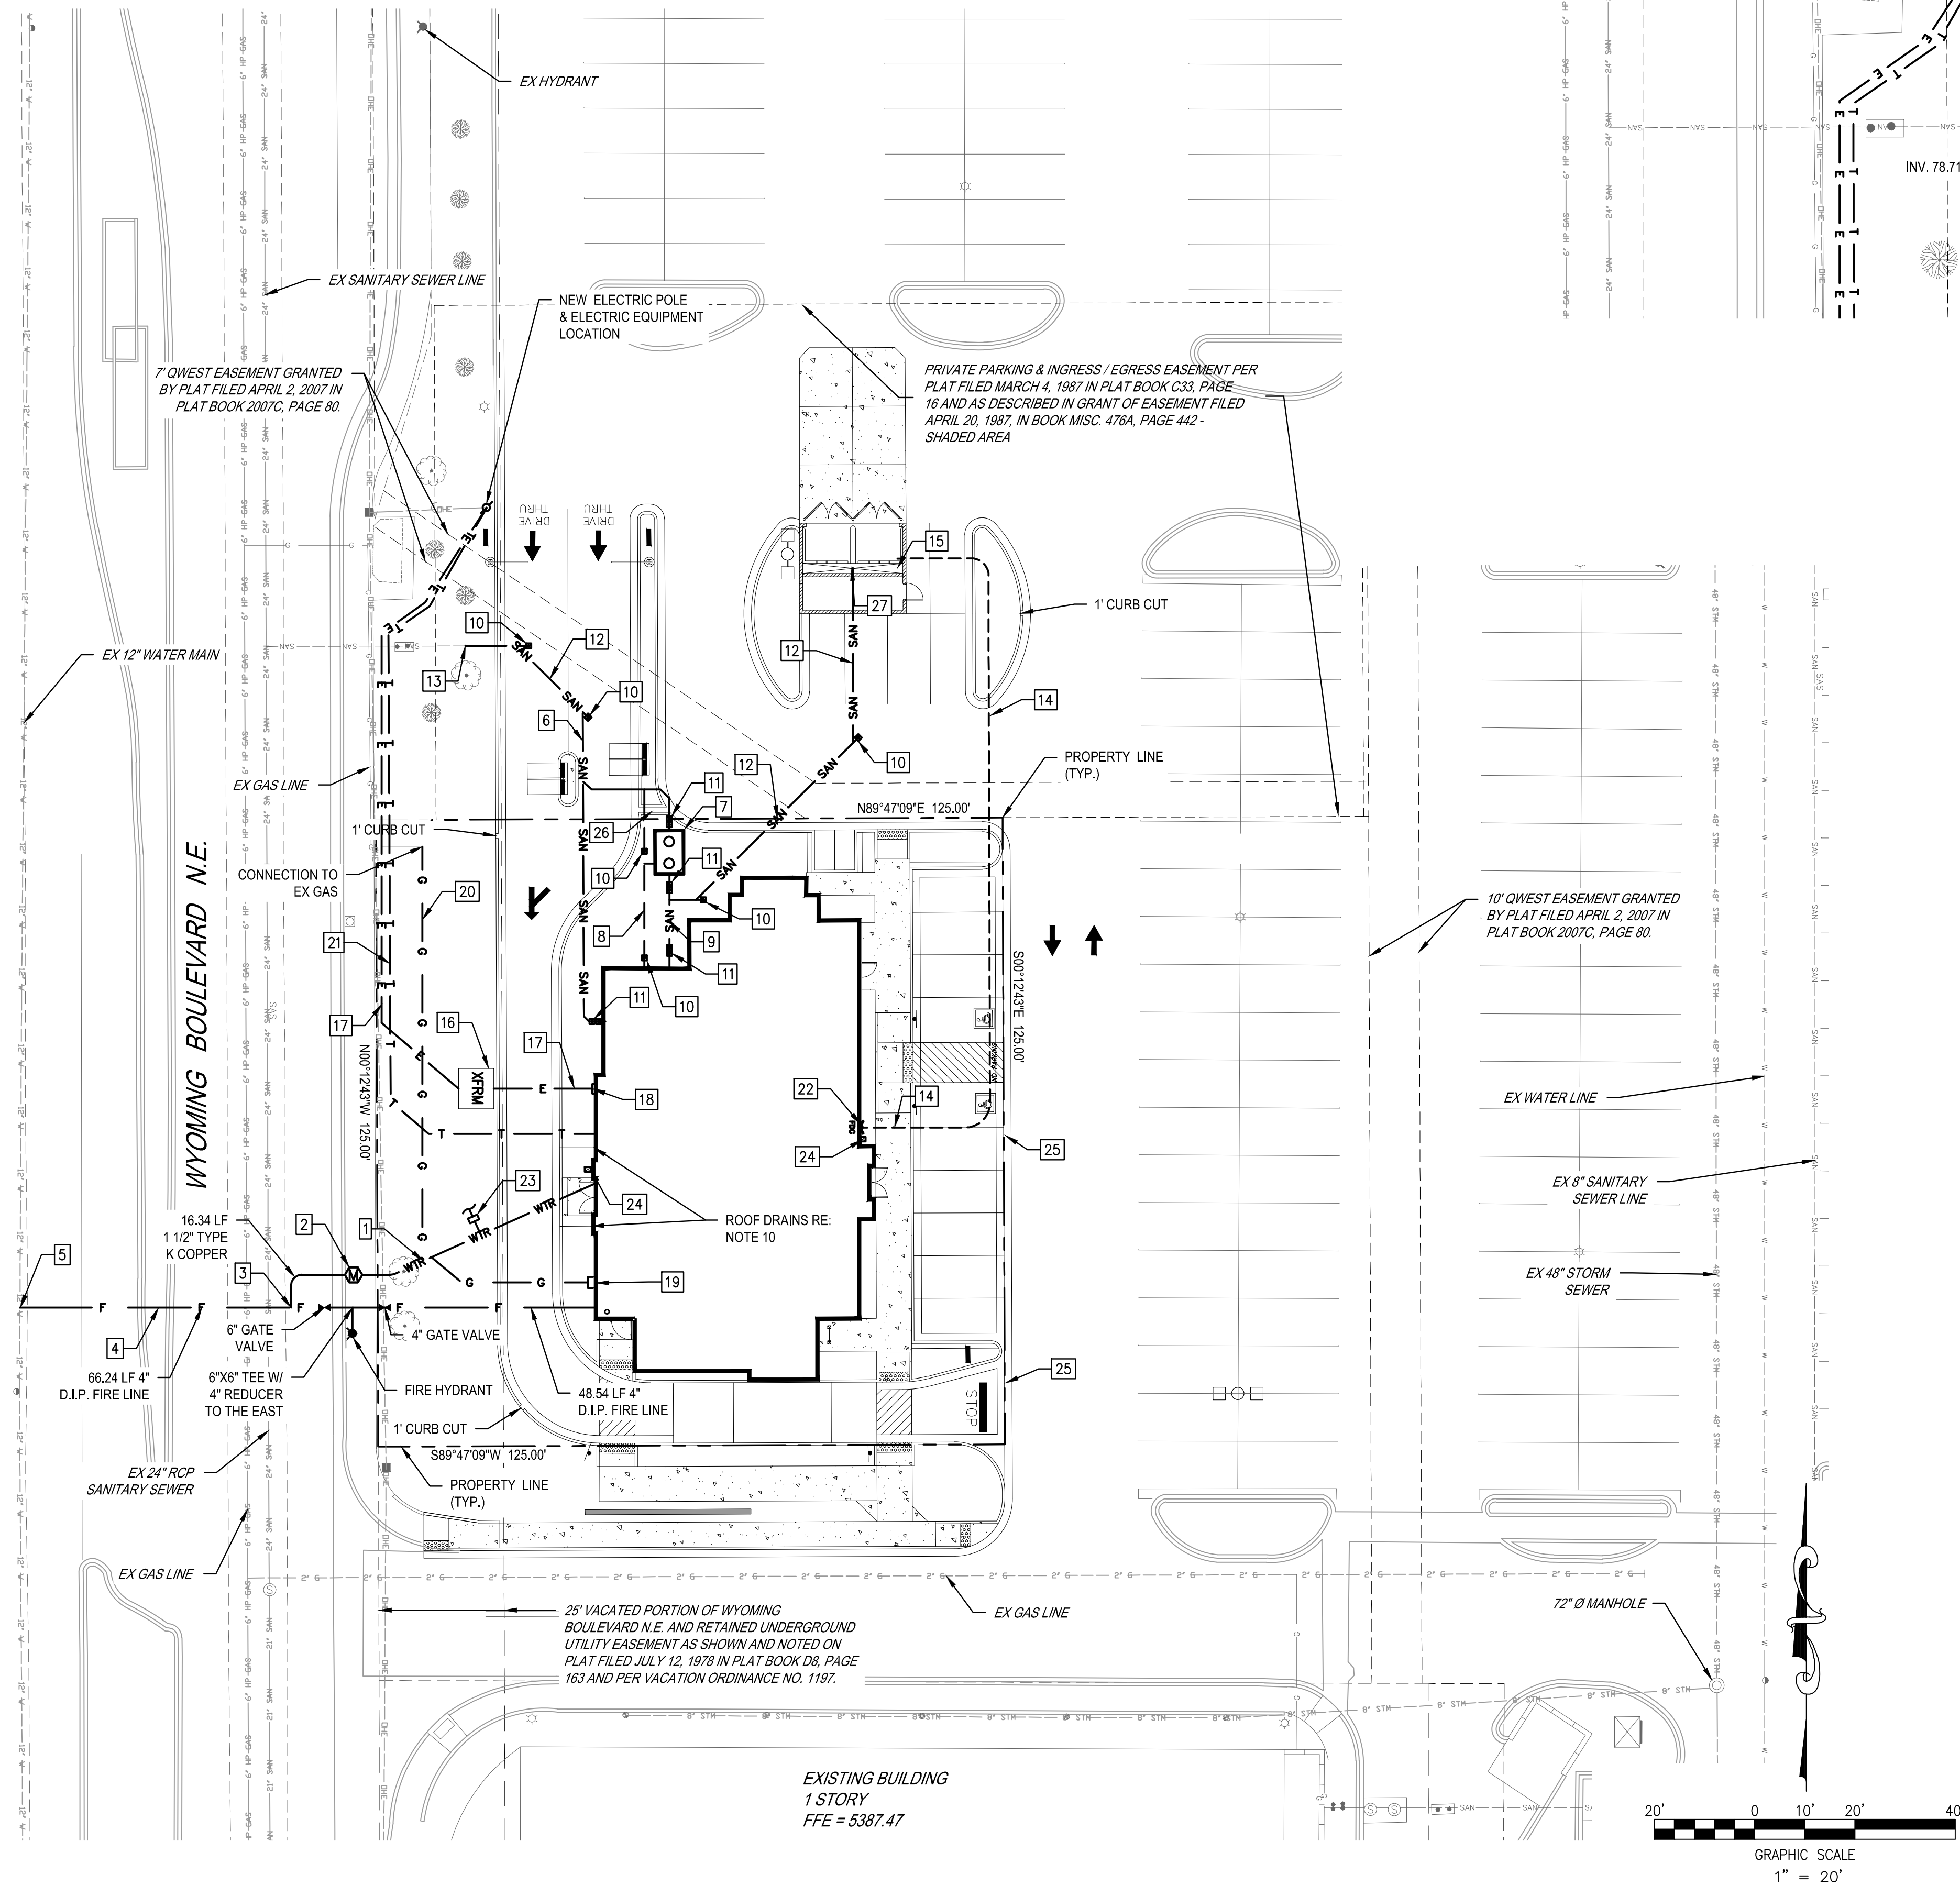 EX HYDRANT
INV. 78.71
EX SANITARY SEWER LINE
NEW ELECTRIC POLE
& ELECTRIC EQUIPMENT
LOCATION
7' QWEST EASEMENT GRANTED
BY PLAT FILED APRIL 2, 2007 IN
PLAT BOOK 2007C, PAGE 80.
PRIVATE PARKING & INGRESS / EGRESS EASEMENT PER
PLAT FILED MARCH 4, 1987 IN PLAT BOOK C33, PAGE
16 AND AS DESCRIBED IN GRANT OF EASEMENT FILED
APRIL 20, 1987, IN BOOK MISC. 476A, PAGE 442 -
SHADED AREA
DRIVE
THRU
DRIVE
THRU
15
27
1' CURB CUT
10
12
12
EX 12" WATER MAIN
13
10
14
6
10
PROPERTY LINE
(TYP.)
12
11
7
EX GAS LINE
N89°47'09"E 125.00'
1' CURB CUT
26
11
CONNECTION TO
EX GAS
20
10
10
10' QWEST EASEMENT GRANTED
BY PLAT FILED APRIL 2, 2007 IN
PLAT BOOK 2007C, PAGE 80.
WYOMING BOULEVARD N.E.
21
8
9
11
S00°12'43"E 125.00'
11
10
17
16
17
N00°12'43"W 125.00'
XFRM
E
18
22
14
EX WATER LINE
T T T
FDC
24
25
23
24
EX 8" SANITARY
SEWER LINE
16.34 LF
1 1/2" TYPE
K COPPER
2
1
WTR
WTR
WTR
ROOF DRAINS RE:
NOTE 10
5
3
M
G G
19
EX 48" STORM
SEWER
F F F F F
4
6" GATE
VALVE
4" GATE VALVE
66.24 LF 4"
D.I.P. FIRE LINE
6"X6" TEE W/
4" REDUCER
TO THE EAST
FIRE HYDRANT
48.54 LF 4"
D.I.P. FIRE LINE
25
STOP
1' CURB CUT
S89°47'09"W 125.00'
EX 24" RCP
SANITARY SEWER
PROPERTY LINE
(TYP.)
EX GAS LINE
EX GAS LINE
25' VACATED PORTION OF WYOMING
BOULEVARD N.E. AND RETAINED UNDERGROUND
UTILITY EASEMENT AS SHOWN AND NOTED ON
PLAT FILED JULY 12, 1978 IN PLAT BOOK D8, PAGE
163 AND PER VACATION ORDINANCE NO. 1197.
72" Ø MANHOLE
EXISTING BUILDING
1 STORY
FFE = 5387.47
20' 0 10' 20' 40
GRAPHIC SCALE
1" = 20'